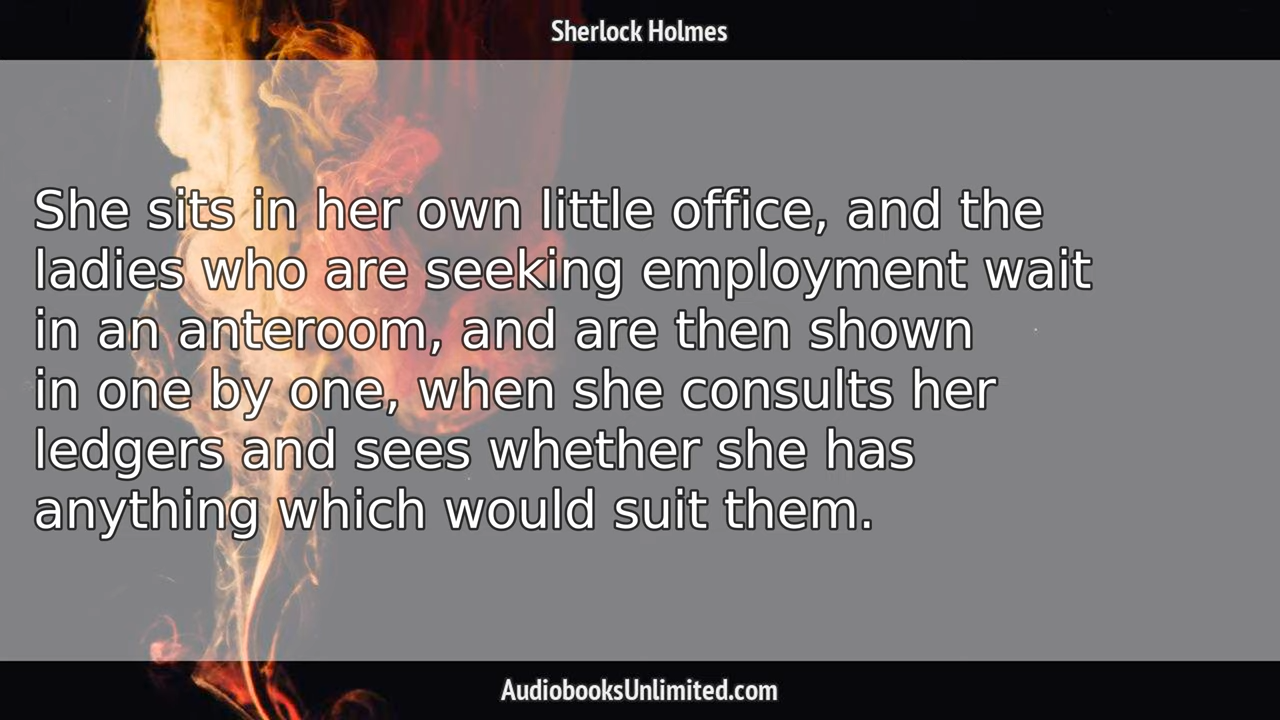 Sherlock Holmes
She sits in her own little office, and the
ladies who are seeking employment wait
in an anteroom, and are then shown
in one by one, when she consults her
ledgers and sees whether she has
anything which would suit them.
AudiobooksUnlimited.com